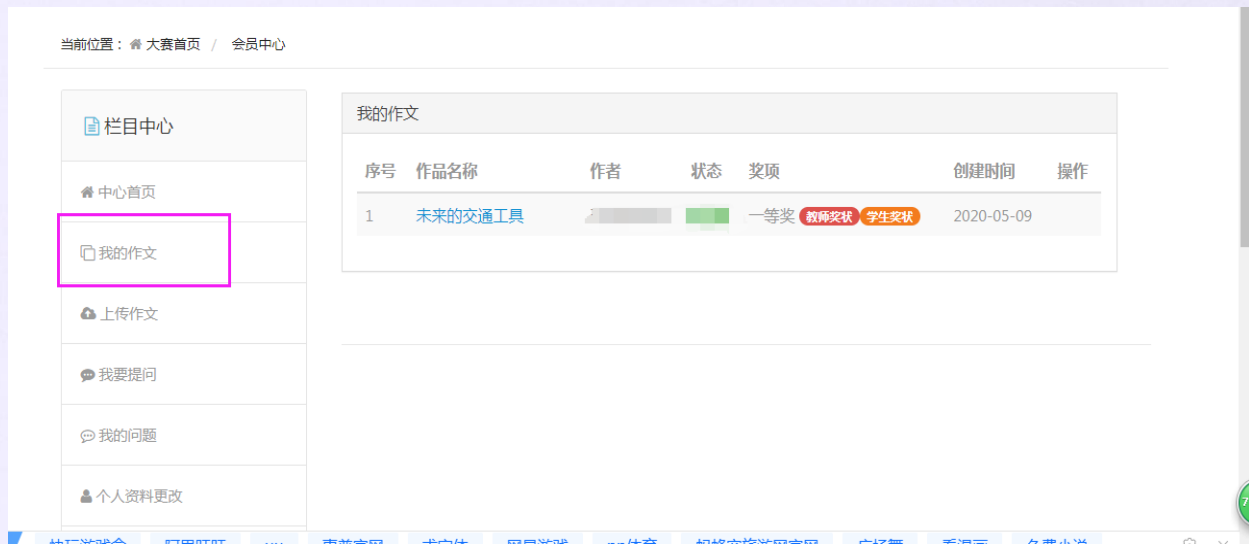 当前位置： 大赛首页 / 会员中心
栏目中心
中心首页
我的作文
上传作文
我要提问
我的问题
个人资料更改
我的作文
序号 作品名称 作者 状态 奖项 创建时间 操作
1 未来的交通工具 一等奖 教师奖状 学生奖状 2020-05-09